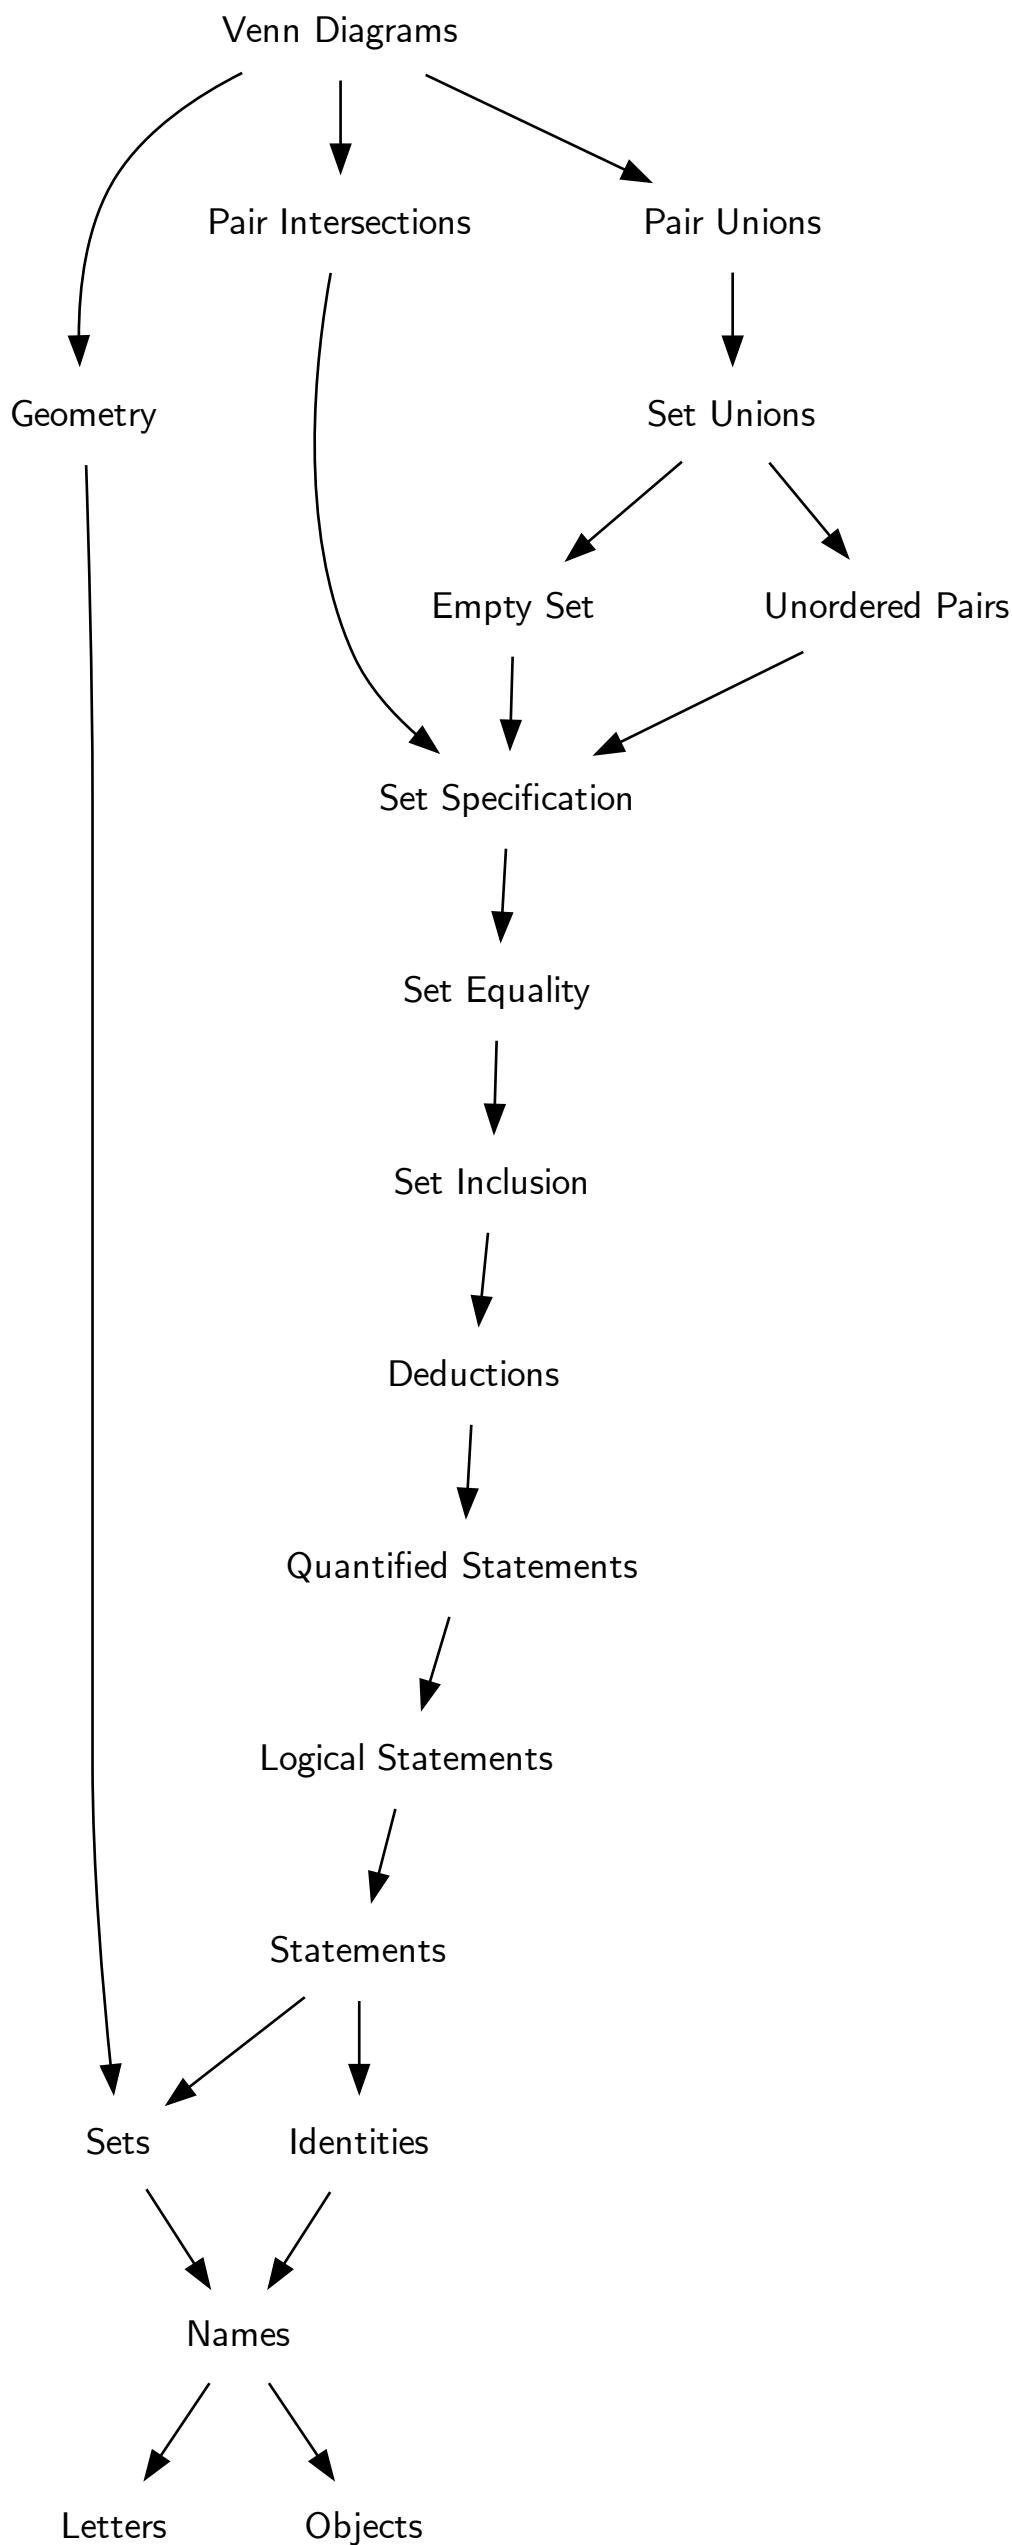 Venn Diagrams
Pair Intersections
Pair Unions
Geometry
Set Unions
Empty Set
Unordered Pairs
Set Specification
Set Equality
Set Inclusion
Deductions
Quantified Statements
Logical Statements
Statements
Sets
Identities
Names
Letters
Objects